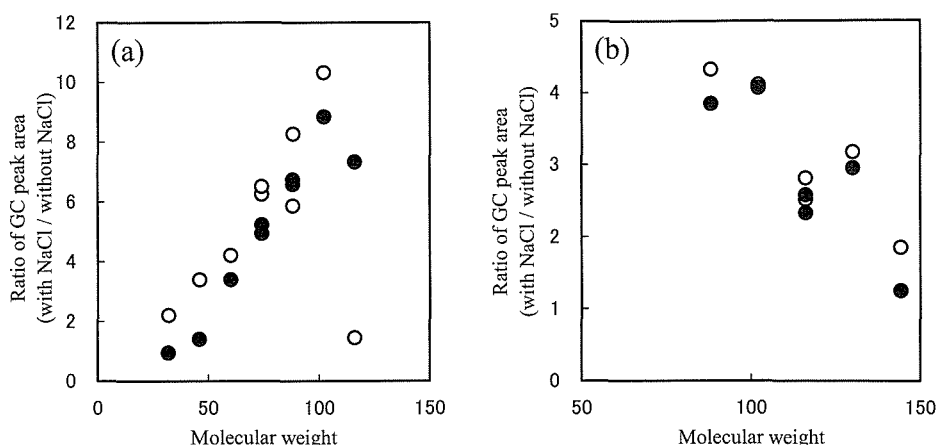 (a)
Ratio of GC peak area
(with NaCl / without NaCl)
12
10
8
6
4
2
0
0
50
100
150
Molecular weight
(b)
Ratio of GC peak area
(with NaCl / without NaCl)
5
4
3
2
1
0
50
100
150
Molecular weight